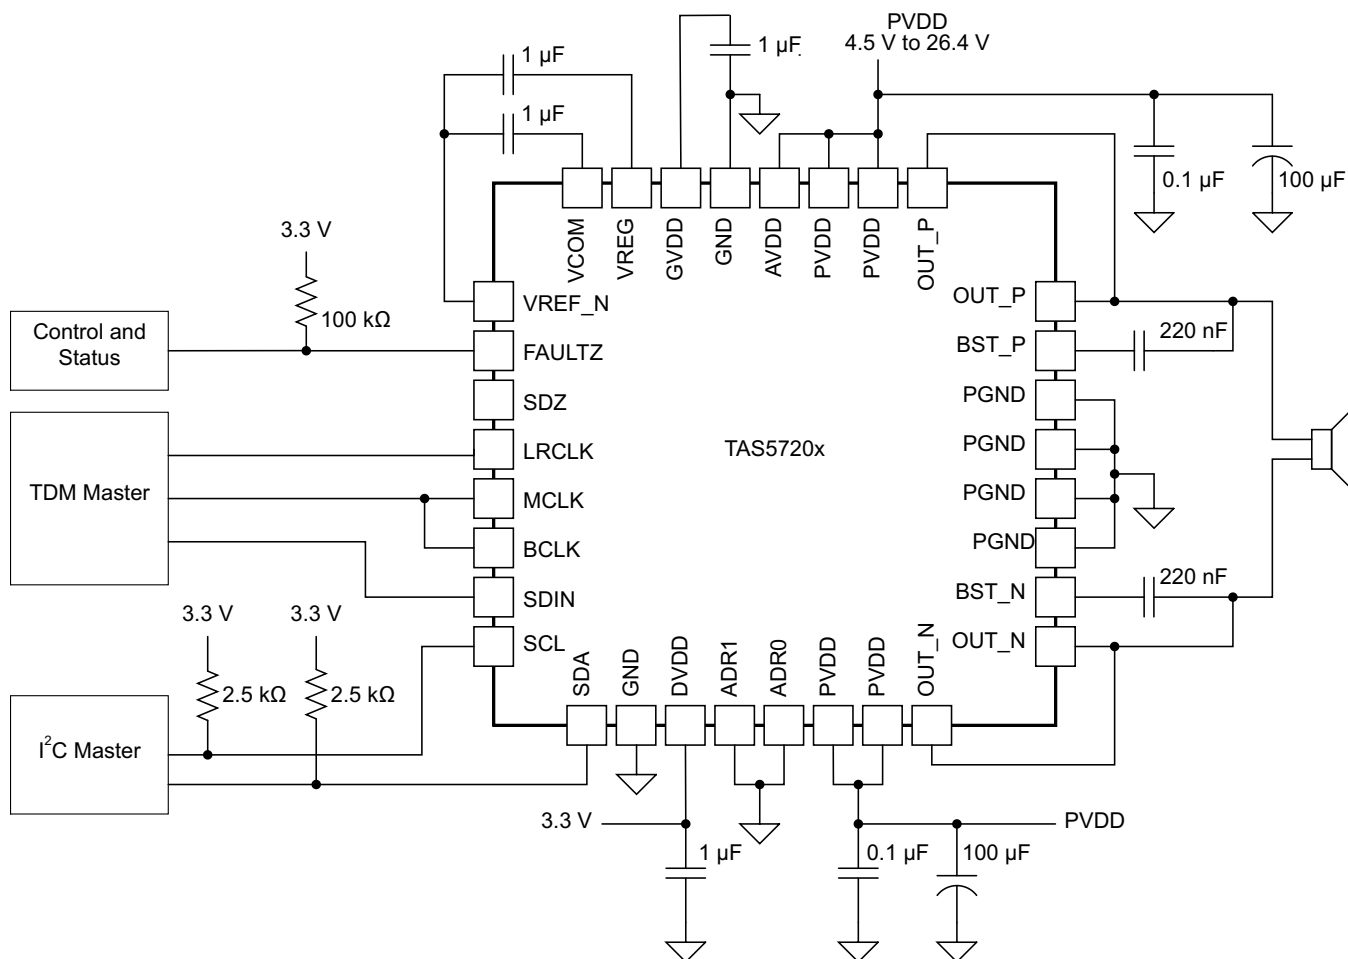 PVDD
4.5 V to 26.4 V
1 µF
1 µF
1 µF
0.1 µF
100 µF
VCOM
VREG
GVDD
GND
AVDD
PVDD
PVDD
OUT_P
3.3 V
100 kΩ
Control and
Status
VREF_N
FAULTZ
SDZ
LRCLK
MCLK
BCLK
SDIN
SCL
TDM Master
TAS5720x
OUT_P
BST_P
PGND
PGND
PGND
PGND
BST_N
OUT_N
220 nF
220 nF
3.3 V
3.3 V
2.5 kΩ
2.5 kΩ
I²C Master
SDA
GND
DVDD
ADR1
ADR0
PVDD
PVDD
OUT_N
3.3 V
PVDD
1 µF
0.1 µF
100 µF